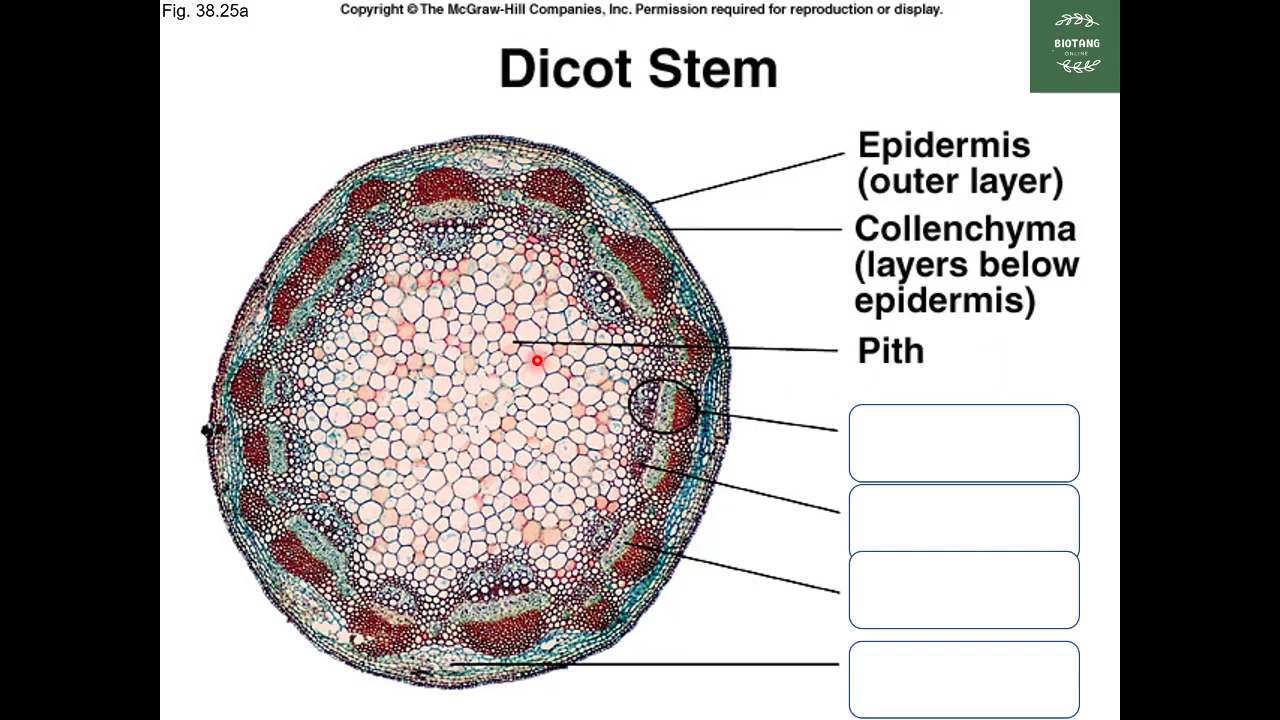 Fig. 38.25a
Copyright © The McGraw-Hill Companies, Inc. Permission required for reproduction or display.
BIOTANG
ONLINE
Dicot Stem
Epidermis
(outer layer)
Collenchyma
(layers below
epidermis)
Pith